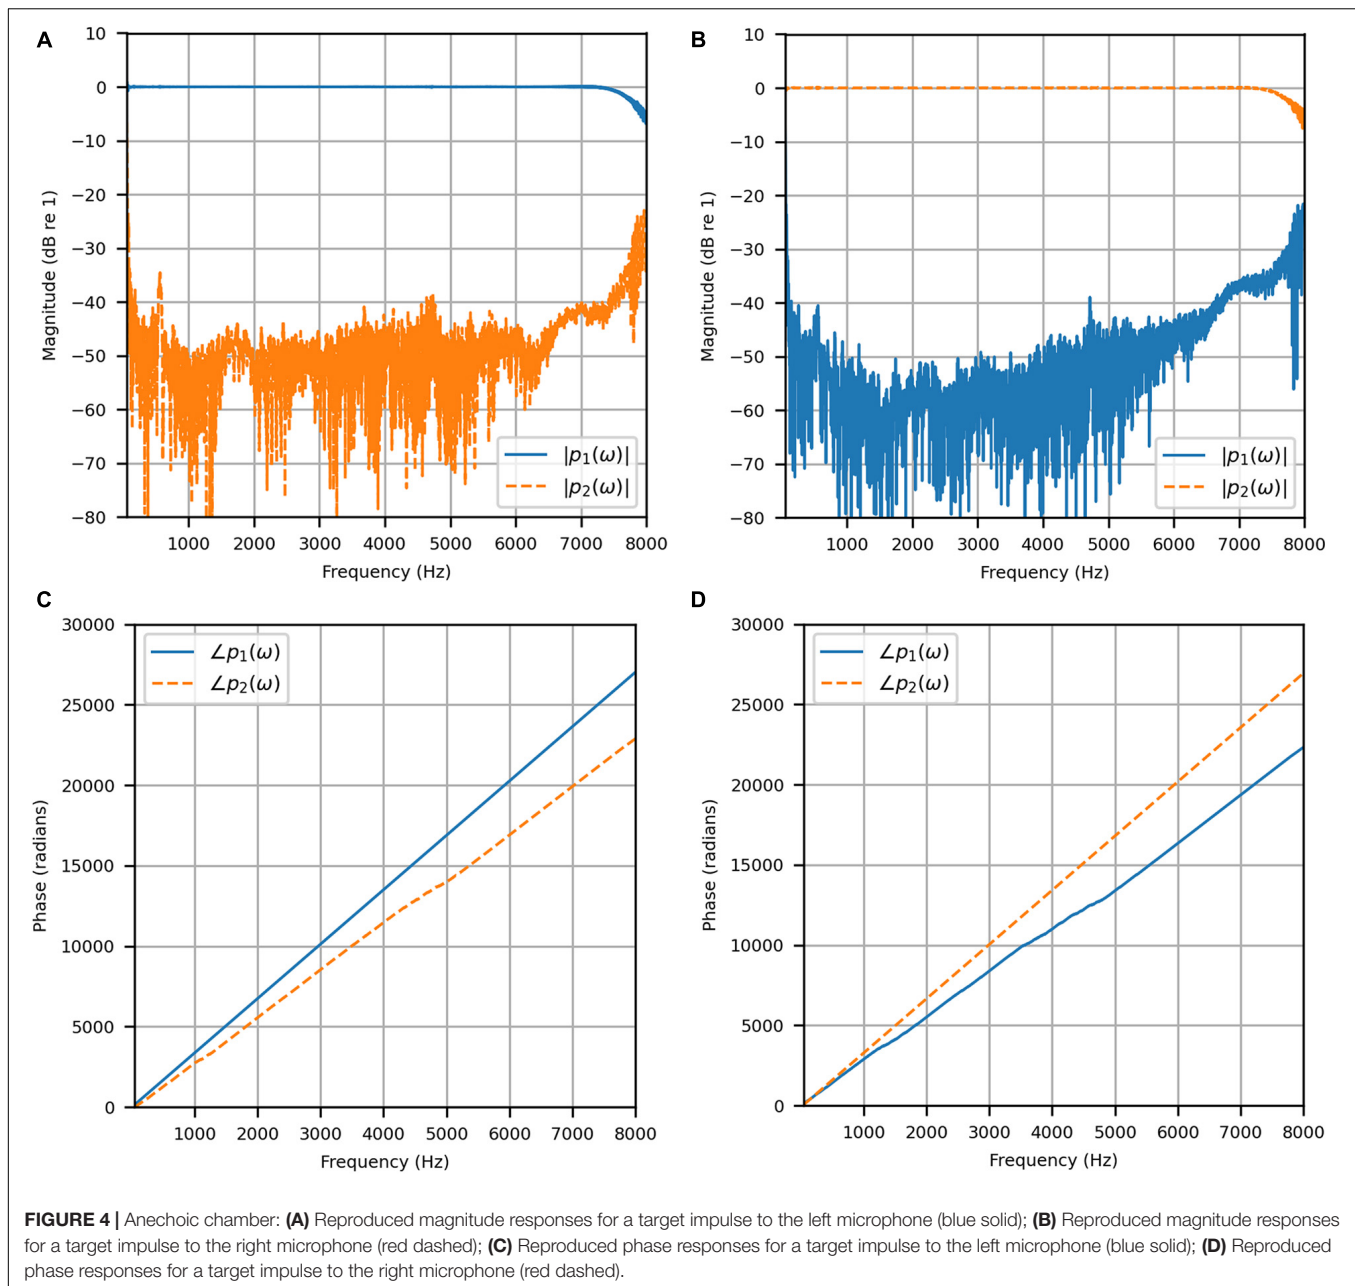 A
10
0
−10
−20
−30
−40
−50
−60
−70
−80
Magnitude (dB re 1)
|p₁(ω)|
|p₂(ω)|
1000 2000 3000 4000 5000 6000 7000 8000
Frequency (Hz)
B
10
0
−10
−20
−30
−40
−50
−60
−70
−80
Magnitude (dB re 1)
|p₁(ω)|
|p₂(ω)|
1000 2000 3000 4000 5000 6000 7000 8000
Frequency (Hz)
C
30000
25000
20000
15000
10000
5000
0
Phase (radians)
∠p₁(ω)
∠p₂(ω)
1000 2000 3000 4000 5000 6000 7000 8000
Frequency (Hz)
D
30000
25000
20000
15000
10000
5000
0
Phase (radians)
∠p₁(ω)
∠p₂(ω)
1000 2000 3000 4000 5000 6000 7000 8000
Frequency (Hz)
FIGURE 4 | Anechoic chamber: (A) Reproduced magnitude responses for a target impulse to the left microphone (blue solid); (B) Reproduced magnitude responses
for a target impulse to the right microphone (red dashed); (C) Reproduced phase responses for a target impulse to the left microphone (blue solid); (D) Reproduced
phase responses for a target impulse to the right microphone (red dashed).